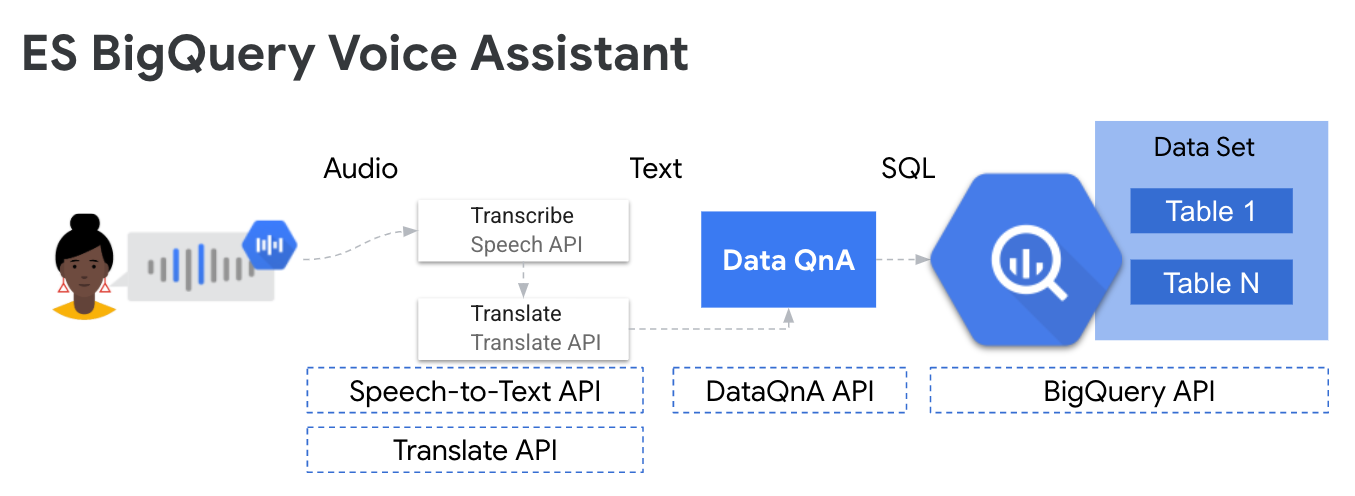 ES BigQuery Voice Assistant
Audio
Text
SQL
Data Set
Transcribe
Speech API
Table 1
Data QnA
Table N
Translate
Translate API
Speech-to-Text API
DataQnA API
BigQuery API
Translate API